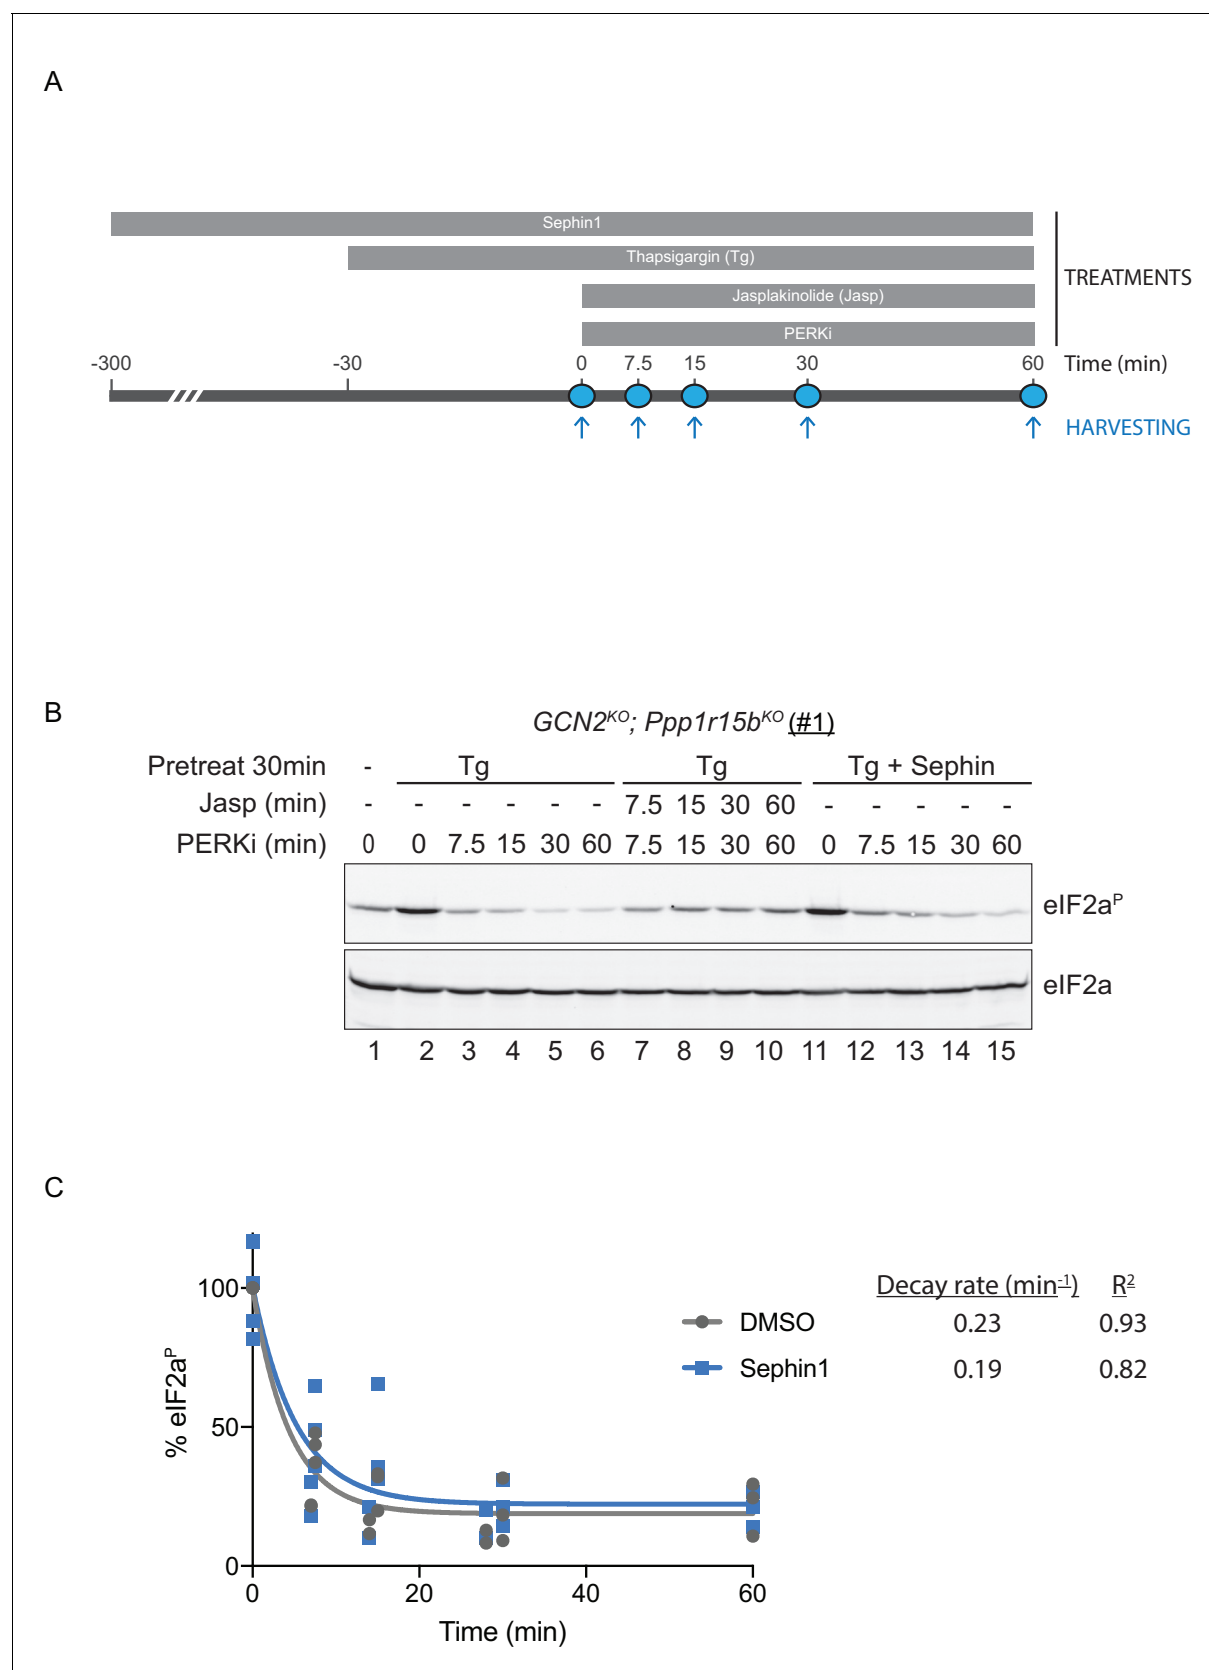 A
Sephin1
Thapsigargin (Tg)
Jasplakinolide (Jasp)
PERKi
TREATMENTS
-300 -30 0 7.5 15 30 60 Time (min)
HARVESTING
B
GCN2KO; Ppp1r15bKO (#1)
Pretreat 30min - Tg Tg Tg + Sephin
Jasp (min) - - - - - - 7.5 15 30 60 - - - - -
PERKi (min) 0 0 7.5 15 30 60 7.5 15 30 60 0 7.5 15 30 60
eIF2aP
eIF2a
1 2 3 4 5 6 7 8 9 10 11 12 13 14 15
C
% eIF2aP
100
50
0
0 20 40 60
Time (min)
Decay rate (min-1) R2
DMSO 0.23 0.93
Sephin1 0.19 0.82